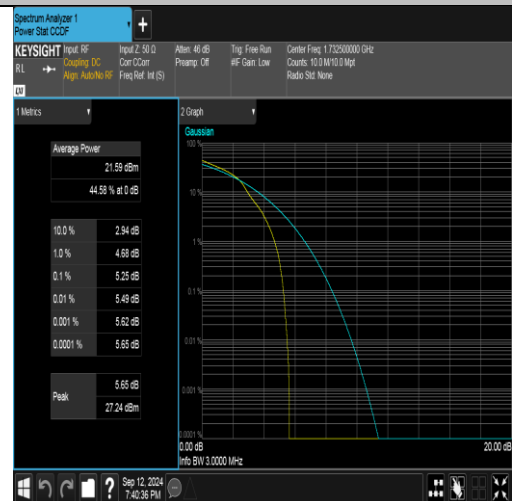 Spectrum Analyzer 1
Power Stat CCDF
+
KEYSIGHT
RL
LXI
Input: RF
Coupling: DC
Align: Auto/No RF
Input Z: 50 Ω
Corr CCorr
Freq Ref: Int (S)
Atten: 46 dB
Preamp: Off
Trig: Free Run
#IF Gain: Low
Center Freq: 1.732500000 GHz
Counts: 10.0 M/10.0 Mpt
Radio Std: None
1 Metrics
Average Power
21.59 dBm
44.58 % at 0 dB
10.0 % 2.94 dB
1.0 % 4.68 dB
0.1 % 5.25 dB
0.01 % 5.49 dB
0.001 % 5.62 dB
0.0001 % 5.65 dB
Peak
5.65 dB
27.24 dBm
2 Graph
Gaussian
100 %
10 %
1 %
0.1 %
0.01 %
0.001 %
0.0001 %
0.00 dB
20.00 dB
Info BW 3.0000 MHz
?
Sep 12, 2024
7:40:36 PM